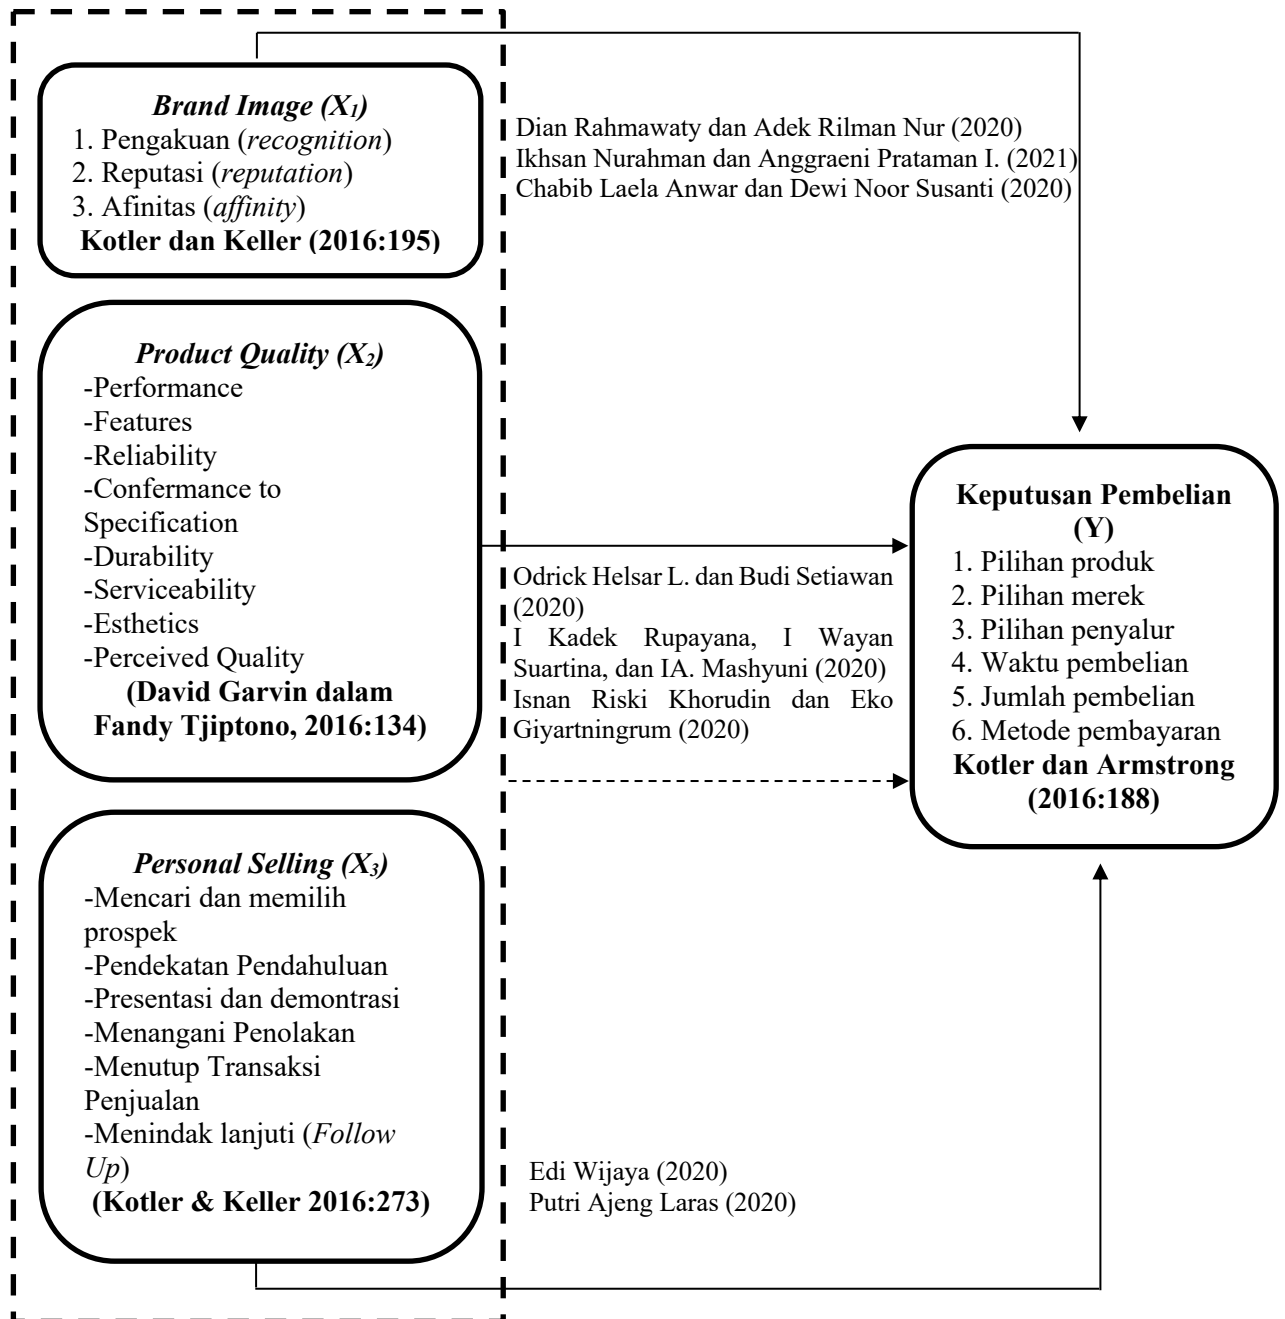 Brand Image (X1)
1. Pengakuan (recognition)
2. Reputasi (reputation)
3. Afinitas (affinity)
Kotler dan Keller (2016:195)
Dian Rahmawaty dan Adek Rilman Nur (2020)
Ikhsan Nurahman dan Anggraeni Prataman I. (2021)
Chabib Laela Anwar dan Dewi Noor Susanti (2020)
Product Quality (X2)
-Performance
-Features
-Reliability
-Confermance to
Specification
-Durability
-Serviceability
-Esthetics
-Perceived Quality
(David Garvin dalam
Fandy Tjiptono, 2016:134)
Odrick Helsar L. dan Budi Setiawan
(2020)
I Kadek Rupayana, I Wayan
Suartina, dan IA. Mashyuni (2020)
Isnan Riski Khorudin dan Eko
Giyartningrum (2020)
Keputusan Pembelian
(Y)
1. Pilihan produk
2. Pilihan merek
3. Pilihan penyalur
4. Waktu pembelian
5. Jumlah pembelian
6. Metode pembayaran
Kotler dan Armstrong
(2016:188)
Personal Selling (X3)
-Mencari dan memilih
prospek
-Pendekatan Pendahuluan
-Presentasi dan demontrasi
-Menangani Penolakan
-Menutup Transaksi
Penjualan
-Menindak lanjuti (Follow
Up)
(Kotler & Keller 2016:273)
Edi Wijaya (2020)
Putri Ajeng Laras (2020)